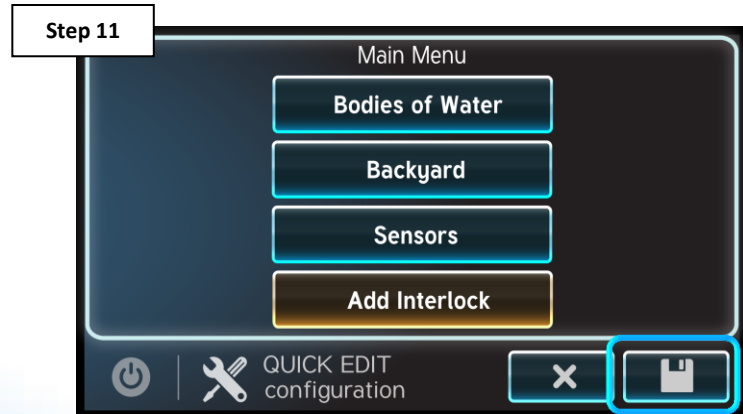 Step 11
Main Menu
Bodies of Water
Backyard
Sensors
Add Interlock
QUICK EDIT
configuration